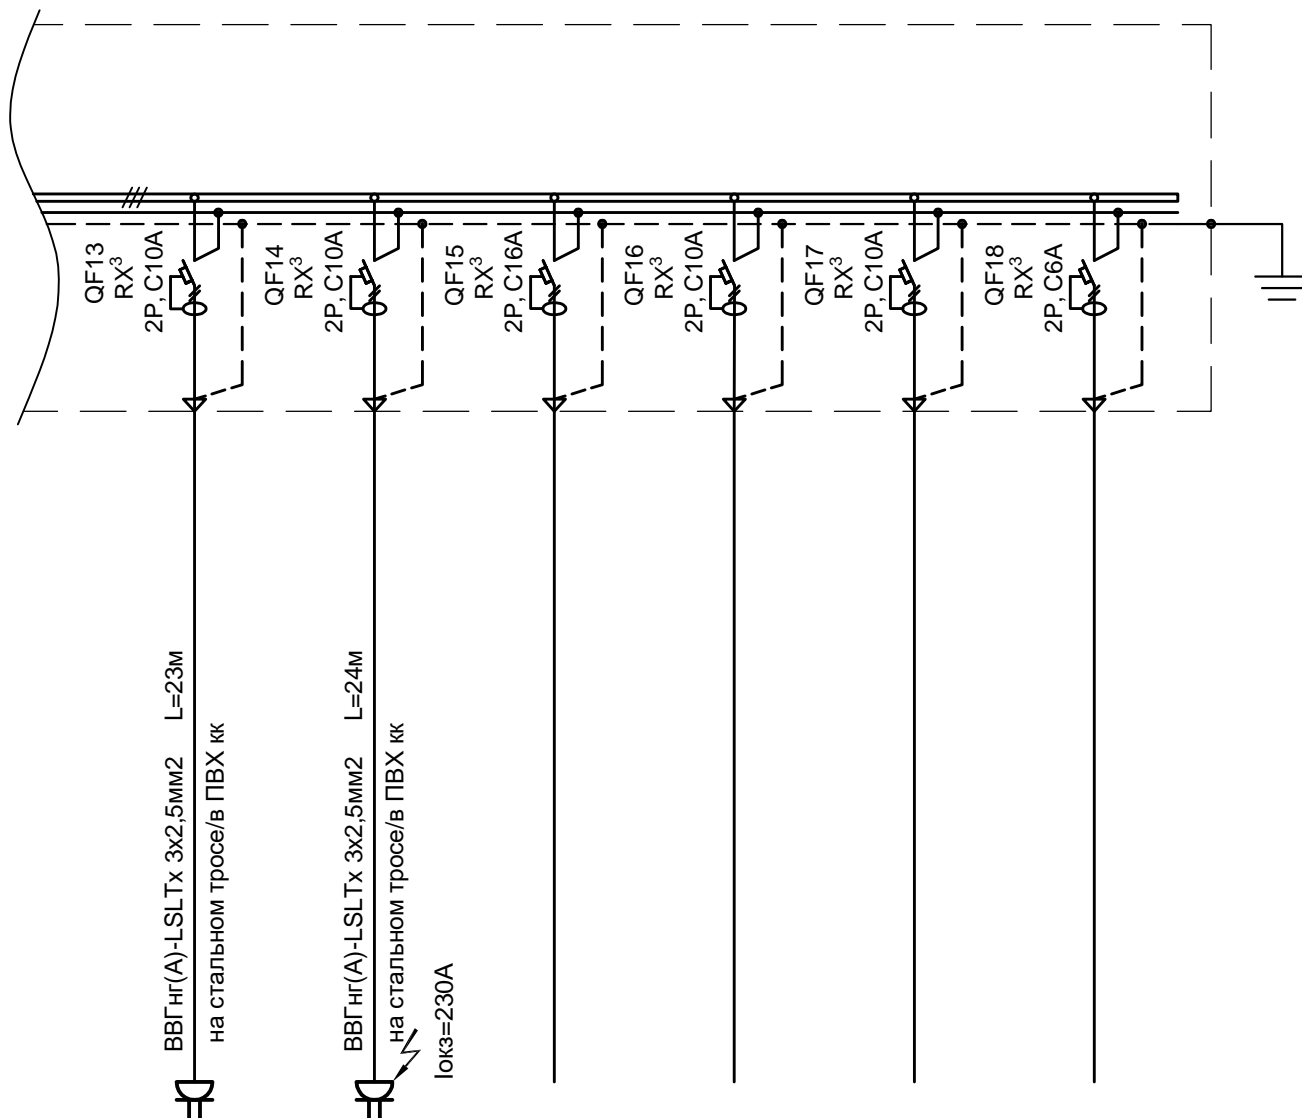 QF13
RX³
2P, C10A
QF14
RX³
2P, C10A
QF15
RX³
2P, C16A
QF16
RX³
2P, C10A
QF17
RX³
2P, C10A
QF18
RX³
2P, C6A
ВВГнг(А)-LSLTx 3х2,5мм2 L=23м
на стальном тросе/в ПВХ кк
ВВГнг(А)-LSLTx 3х2,5мм2 L=24м
на стальном тросе/в ПВХ кк
Iокз=230А